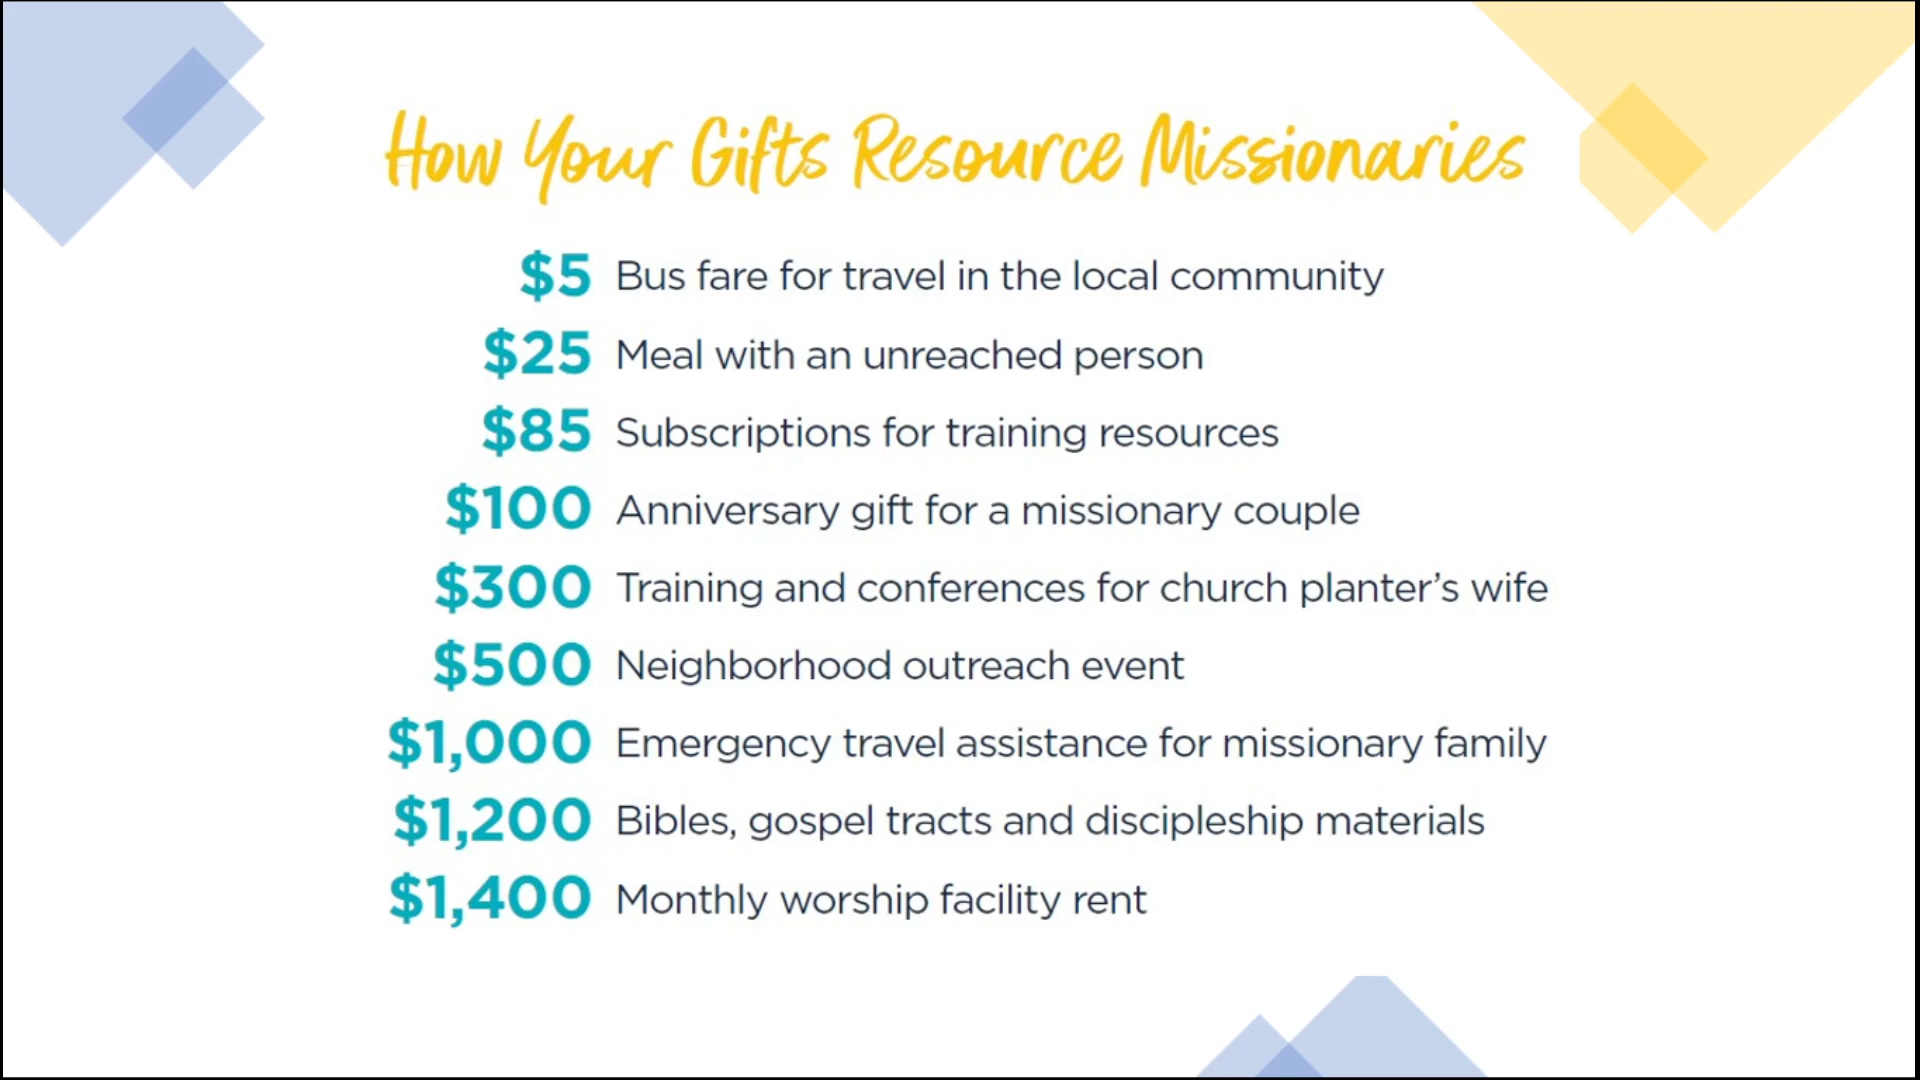 How Your Gifts Resource Missionaries
$5 Bus fare for travel in the local community
$25 Meal with an unreached person
$85 Subscriptions for training resources
$100 Anniversary gift for a missionary couple
$300 Training and conferences for church planter’s wife
$500 Neighborhood outreach event
$1,000 Emergency travel assistance for missionary family
$1,200 Bibles, gospel tracts and discipleship materials
$1,400 Monthly worship facility rent